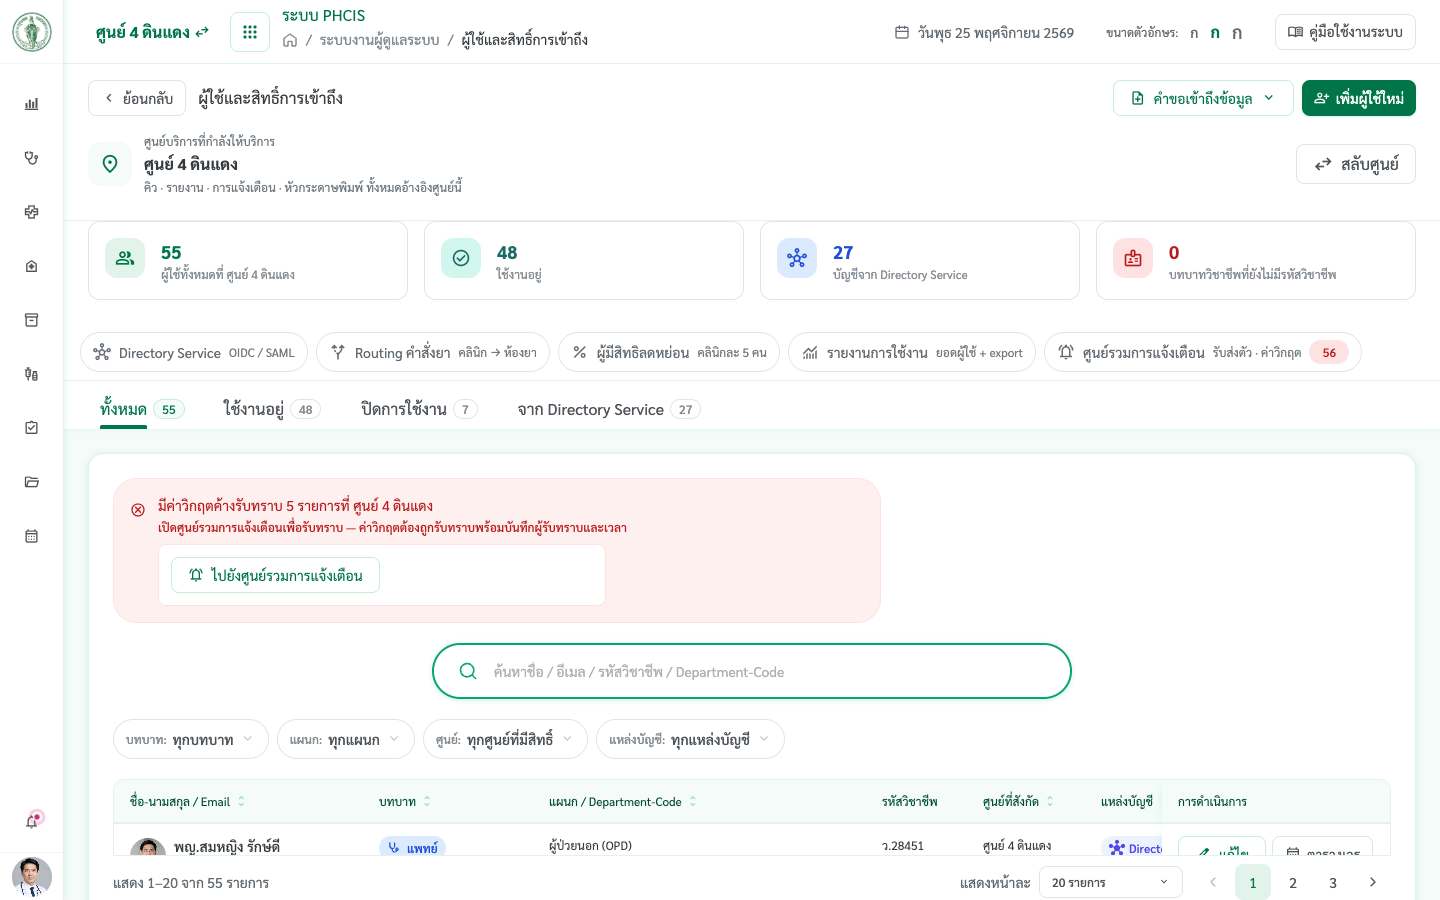 ศูนย์ 4 ดินแดง
ระบบ PHCIS
/ ระบบงานผู้ดูแลระบบ / ผู้ใช้และสิทธิ์การเข้าถึง
วันพุธ 25 พฤศจิกายน 2569
ขนาดตัวอักษร: ก ก ก
คู่มือใช้งานระบบ
ย้อนกลับ
ผู้ใช้และสิทธิ์การเข้าถึง
คำขอเข้าถึงข้อมูล
เพิ่มผู้ใช้ใหม่
ศูนย์บริการที่กำลังให้บริการ
ศูนย์ 4 ดินแดง
คิว · รายงาน · การแจ้งเตือน · หัวกระดาษพิมพ์ ทั้งหมดอ้างอิงศูนย์นี้
สลับศูนย์
55
ผู้ใช้ทั้งหมดที่ ศูนย์ 4 ดินแดง
48
ใช้งานอยู่
27
บัญชีจาก Directory Service
0
บทบาทวิชาชีพที่ยังไม่มีรหัสวิชาชีพ
Directory Service OIDC / SAML
Routing คำสั่งยา คลินิก → ห้องยา
ผู้มีสิทธิลดหย่อน คลินิกละ 5 คน
รายงานการใช้งาน ยอดผู้ใช้ + export
ศูนย์รวมการแจ้งเตือน รับส่งตัว · ค่าวิกฤต 56
ทั้งหมด 55
ใช้งานอยู่ 48
ปิดการใช้งาน 7
จาก Directory Service 27
มีค่าวิกฤตค้างรับทราบ 5 รายการที่ ศูนย์ 4 ดินแดง
เปิดศูนย์รวมการแจ้งเตือนเพื่อรับทราบ — ค่าวิกฤตต้องถูกรับทราบพร้อมบันทึกผู้รับทราบและเวลา
ไปยังศูนย์รวมการแจ้งเตือน
ค้นหาชื่อ / อีเมล / รหัสวิชาชีพ / Department-Code
บทบาท: ทุกบทบาท
แผนก: ทุกแผนก
ศูนย์: ทุกศูนย์ที่มีสิทธิ์
แหล่งบัญชี: ทุกแหล่งบัญชี
ชื่อ-นามสกุล / Email
บทบาท
แผนก / Department-Code
รหัสวิชาชีพ
ศูนย์ที่สังกัด
แหล่งบัญชี
การดำเนินการ
พญ.สมหญิง รักษ์ดี
แพทย์
ผู้ป่วยนอก (OPD)
ว.28451
ศูนย์ 4 ดินแดง
Directo
แก้ไข
แสดง 1–20 จาก 55 รายการ
แสดงหน้าละ
20 รายการ
1 2 3